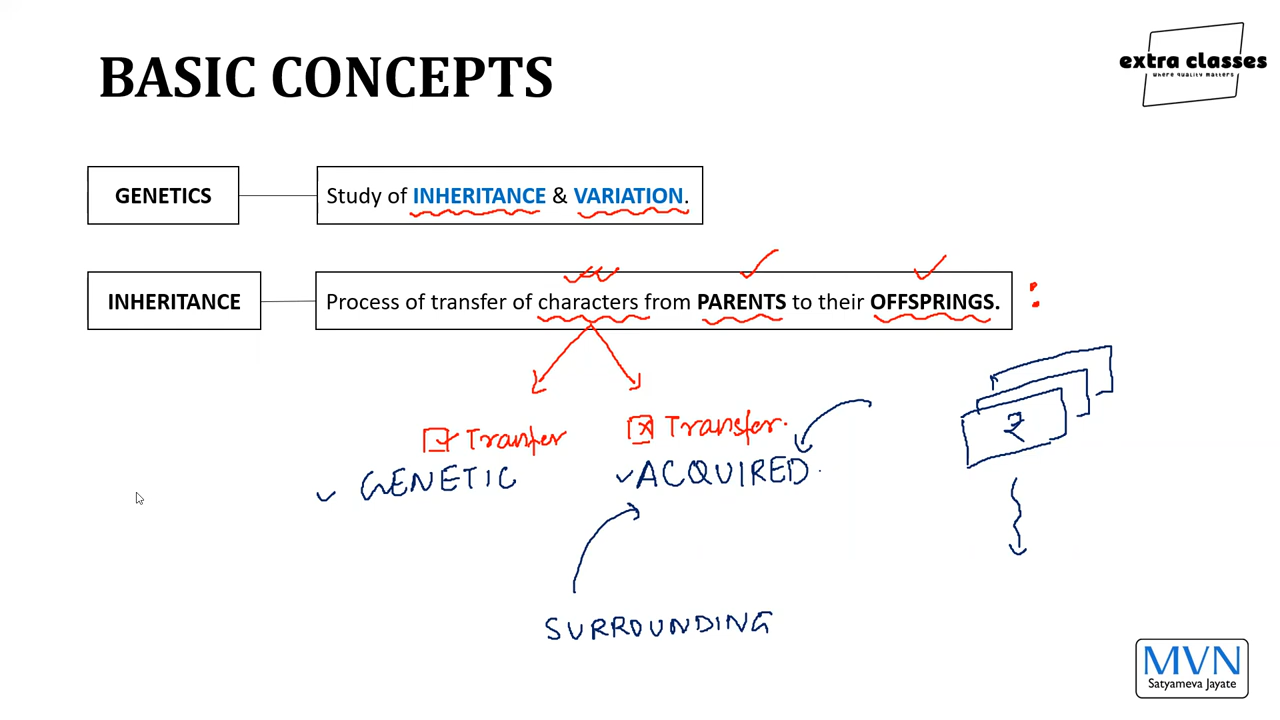 BASIC CONCEPTS
extra classes
where quality matters
GENETICS
Study of INHERITANCE & VARIATION.
INHERITANCE
Process of transfer of characters from PARENTS to their OFFSPRINGS. :
Tranfer
Transfer.
GENETIC
ACQUIRED
₹
SURROUNDING
MVN
Satyameva Jayate